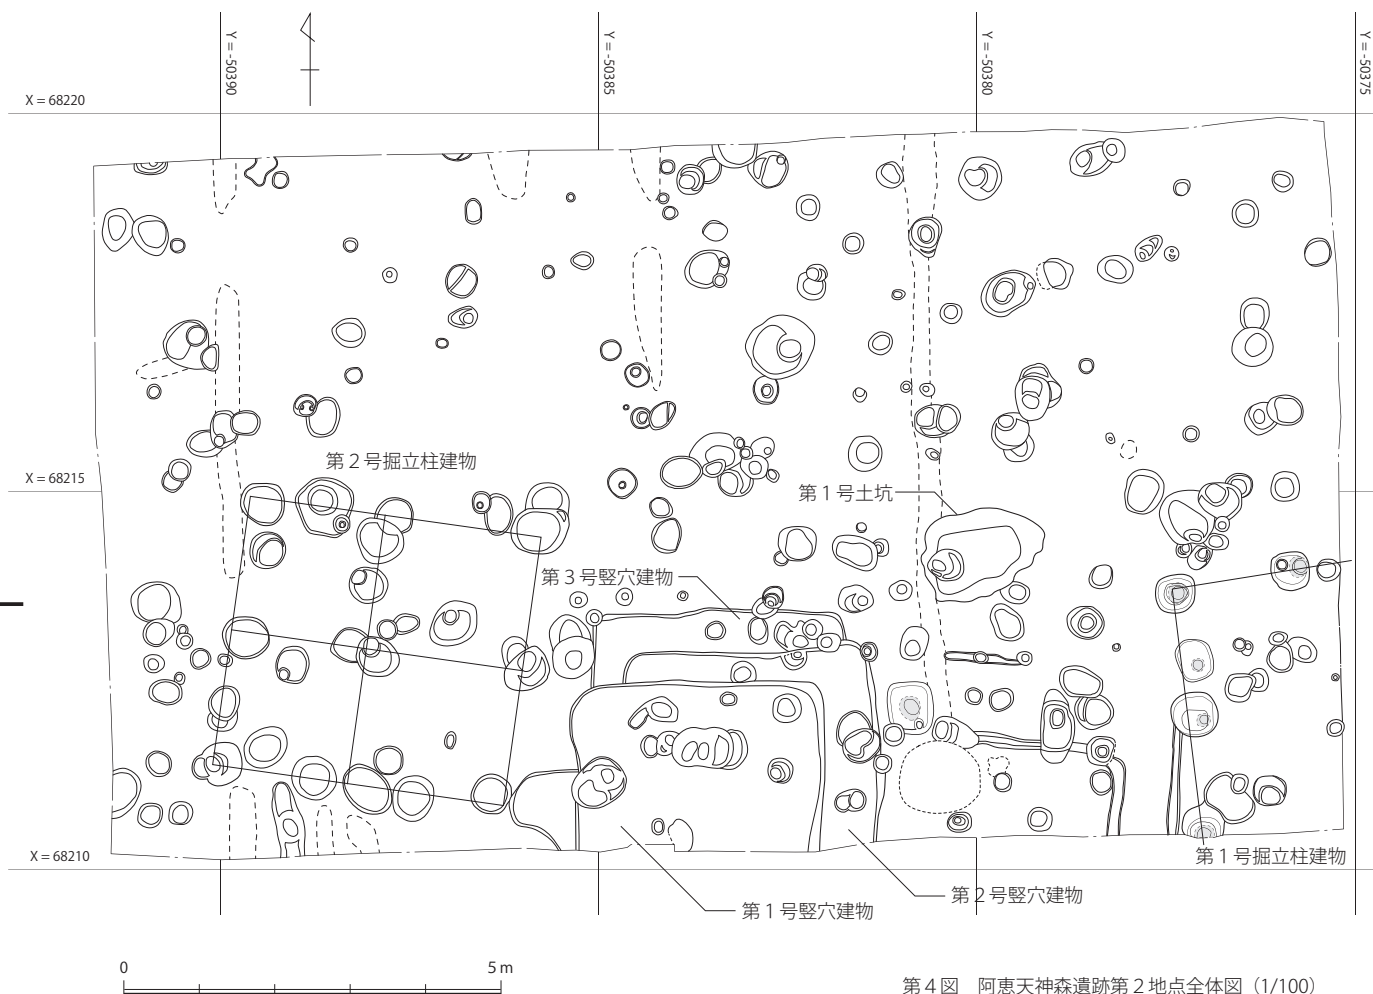 Y = -50390
Y = -50385
Y = -50380
Y = -50375
X = 68220
第２号掘立柱建物
X = 68215
第１号土坑
第３号竪穴建物
X = 68210
第１号掘立柱建物
第２号竪穴建物
第１号竪穴建物
0
5 m
第４図　阿恵天神森遺跡第２地点全体図（1/100）